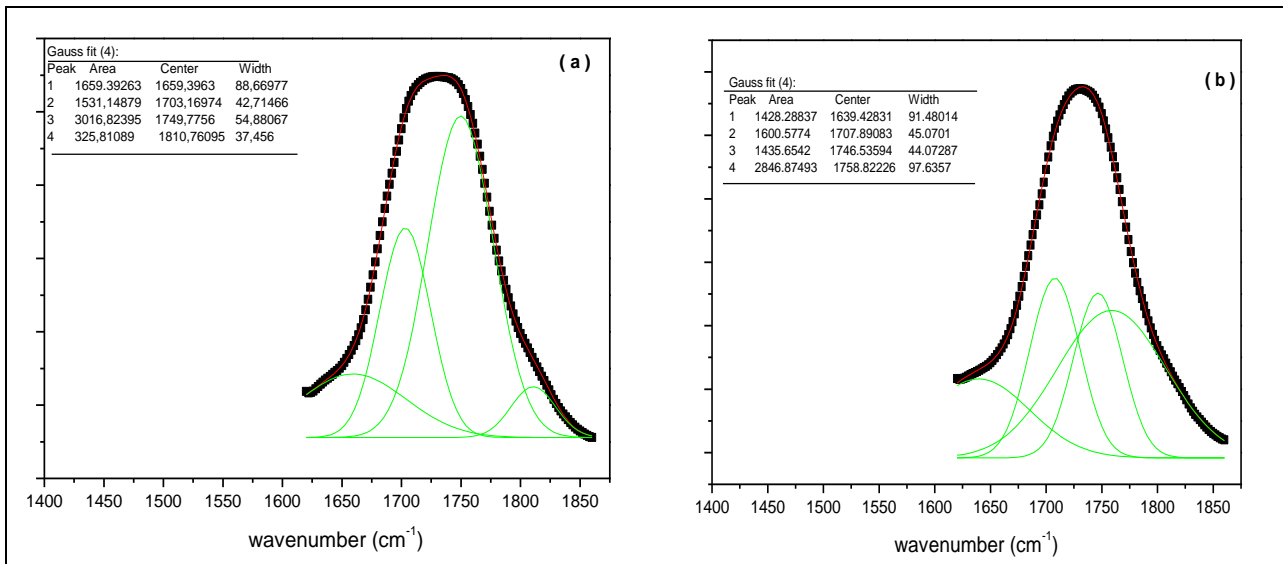 Gauss fit (4):
Peak Area Center Width
1 1659.39263 1659,3963 88,66977
2 1531,14879 1703,16974 42,71466
3 3016,82395 1749,7756 54,88067
4 325,81089 1810,76095 37,456
( a )
1400 1450 1500 1550 1600 1650 1700 1750 1800 1850
wavenumber (cm-1)
Gauss fit (4):
Peak Area Center Width
1 1428.28837 1639.42831 91.48014
2 1600.5774 1707.89083 45.0701
3 1435.6542 1746.53594 44.07287
4 2846.87493 1758.82226 97.6357
( b )
1400 1450 1500 1550 1600 1650 1700 1750 1800 1850
wavenumber (cm-1)